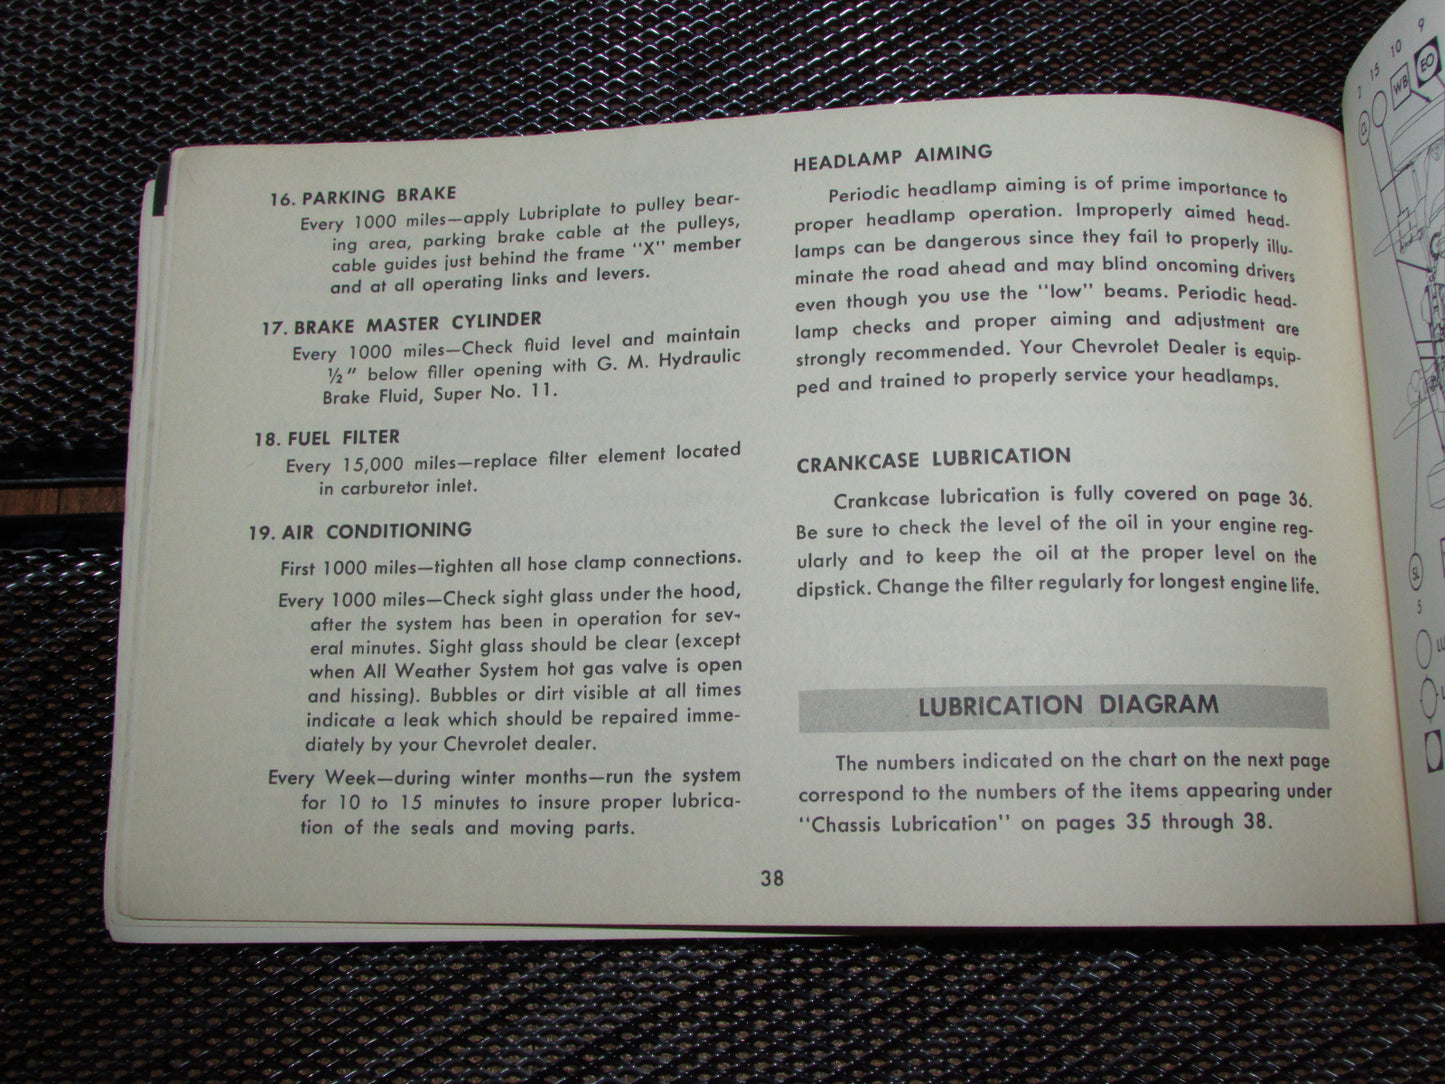 16. PARKING BRAKE
Every 1000 miles—apply Lubriplate to pulley bear-
ing area, parking brake cable at the pulleys,
cable guides just behind the frame "X" member
and at all operating links and levers.
17. BRAKE MASTER CYLINDER
Every 1000 miles—Check fluid level and maintain
½" below filler opening with G. M. Hydraulic
Brake Fluid, Super No. 11.
18. FUEL FILTER
Every 15,000 miles—replace filter element located
in carburetor inlet.
19. AIR CONDITIONING
First 1000 miles—tighten all hose clamp connections.
Every 1000 miles—Check sight glass under the hood,
after the system has been in operation for sev-
eral minutes. Sight glass should be clear (except
when All Weather System hot gas valve is open
and hissing). Bubbles or dirt visible at all times
indicate a leak which should be repaired imme-
diately by your Chevrolet dealer.
Every Week—during winter months—run the system
for 10 to 15 minutes to insure proper lubrica-
tion of the seals and moving parts.
HEADLAMP AIMING
Periodic headlamp aiming is of prime importance to
proper headlamp operation. Improperly aimed head-
lamps can be dangerous since they fail to properly illu-
minate the road ahead and may blind oncoming drivers
even though you use the "low" beams. Periodic head-
lamp checks and proper aiming and adjustment are
strongly recommended. Your Chevrolet Dealer is equip-
ped and trained to properly service your headlamps.
CRANKCASE LUBRICATION
Crankcase lubrication is fully covered on page 36.
Be sure to check the level of the oil in your engine reg-
ularly and to keep the oil at the proper level on the
dipstick. Change the filter regularly for longest engine life.
LUBRICATION DIAGRAM
The numbers indicated on the chart on the next page
correspond to the numbers of the items appearing under
"Chassis Lubrication" on pages 35 through 38.
38
2 15 10 9
WB EO
SL
5